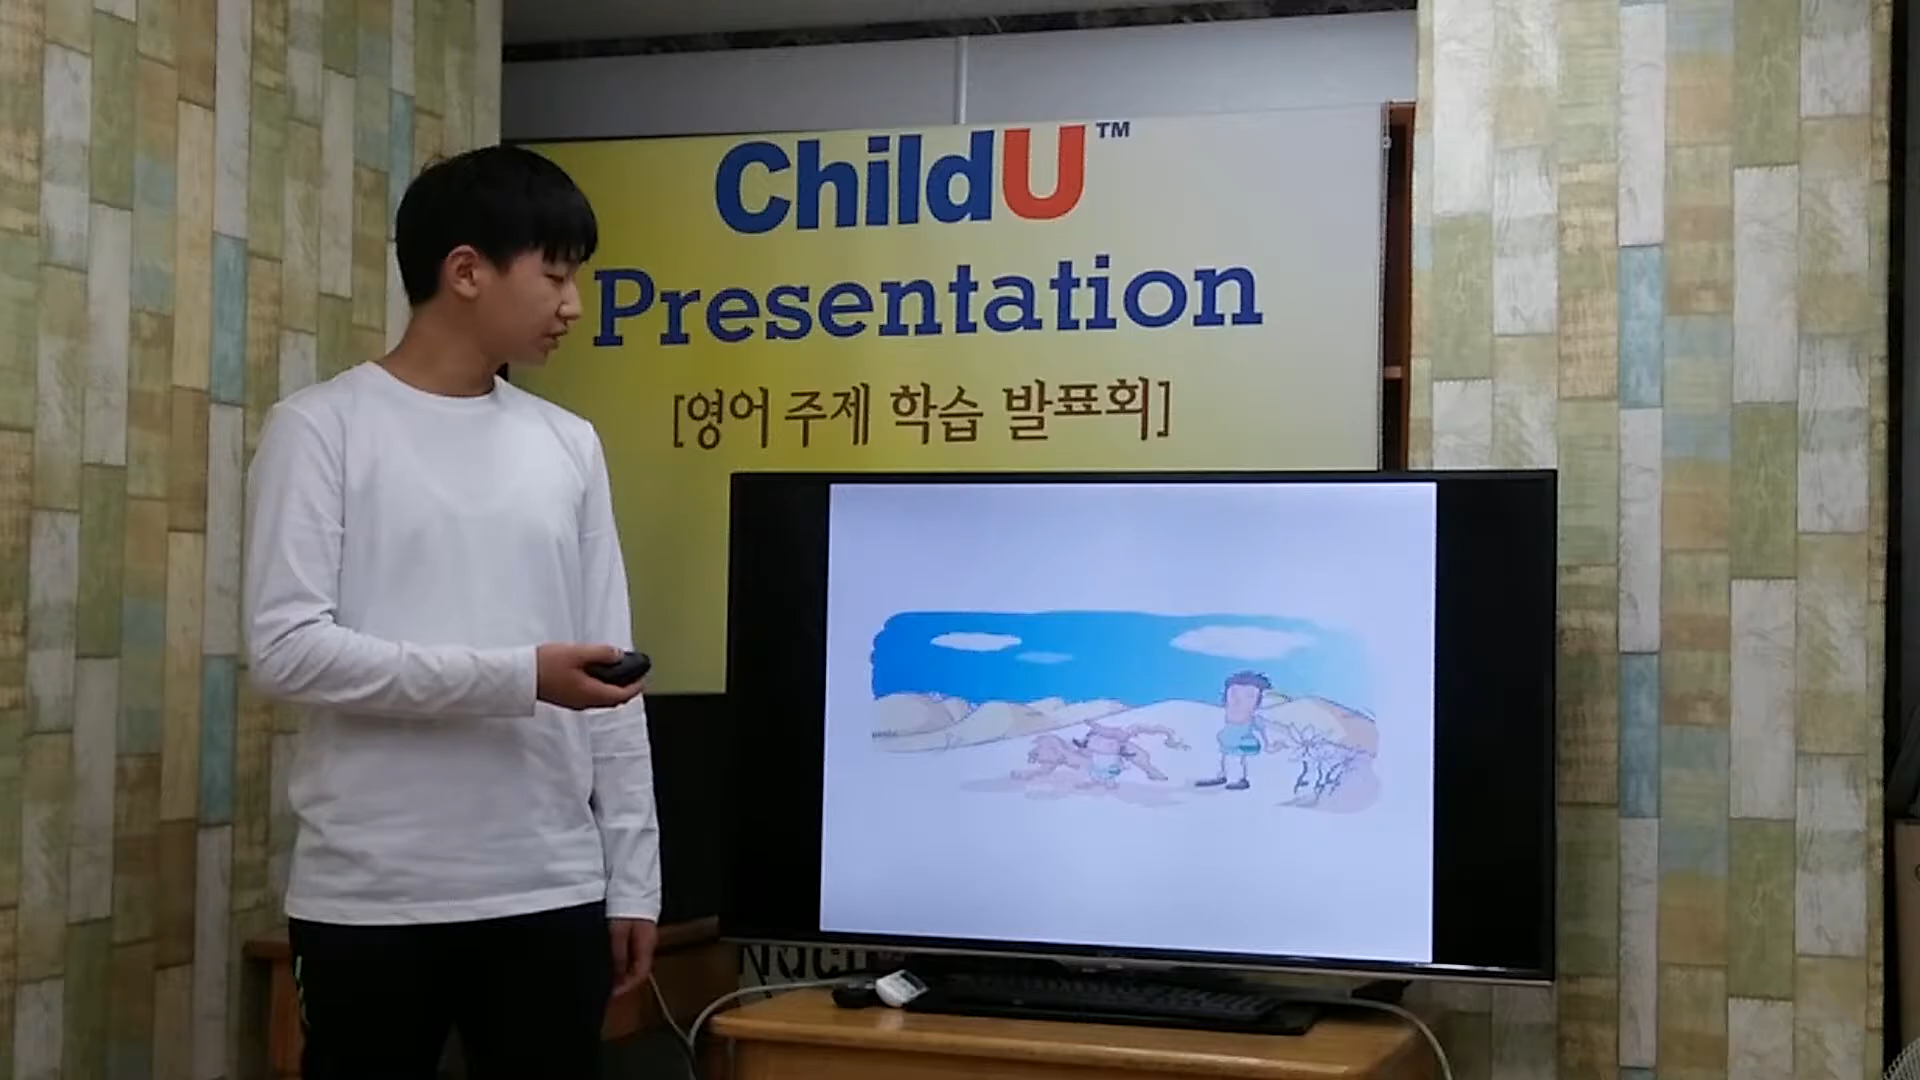 ChildU™
Presentation
[영어 주제 학습 발표회]